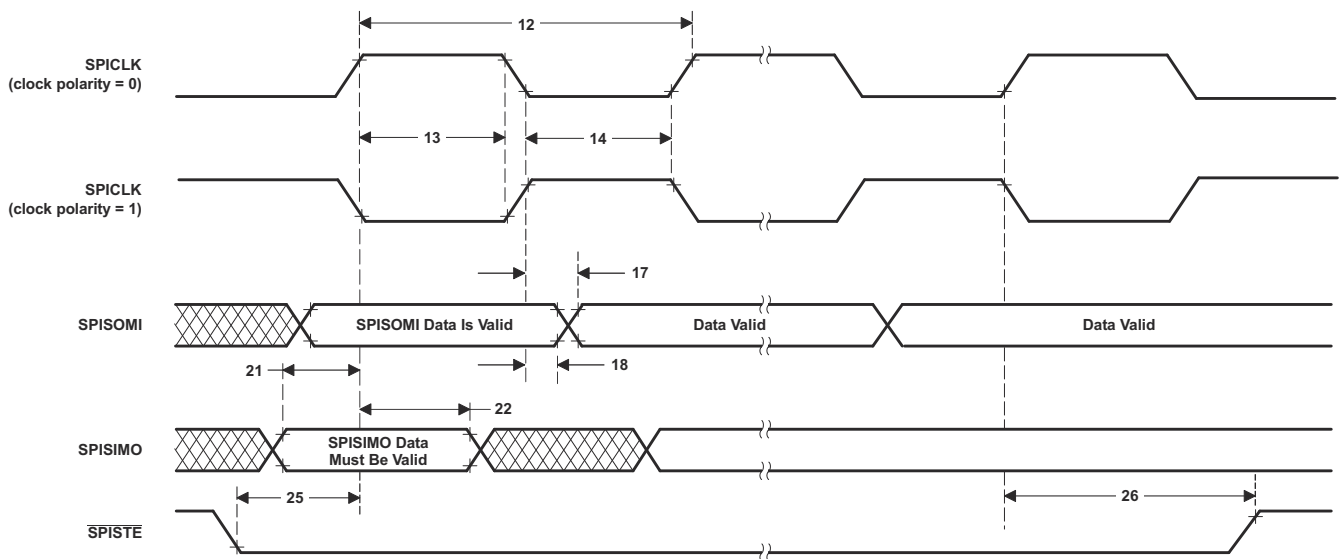 12
SPICLK
(clock polarity = 0)
13
14
SPICLK
(clock polarity = 1)
17
SPISOMI
SPISOMI Data Is Valid
Data Valid
Data Valid
18
21
22
SPISIMO
SPISIMO Data
Must Be Valid
25
26
SPISTE